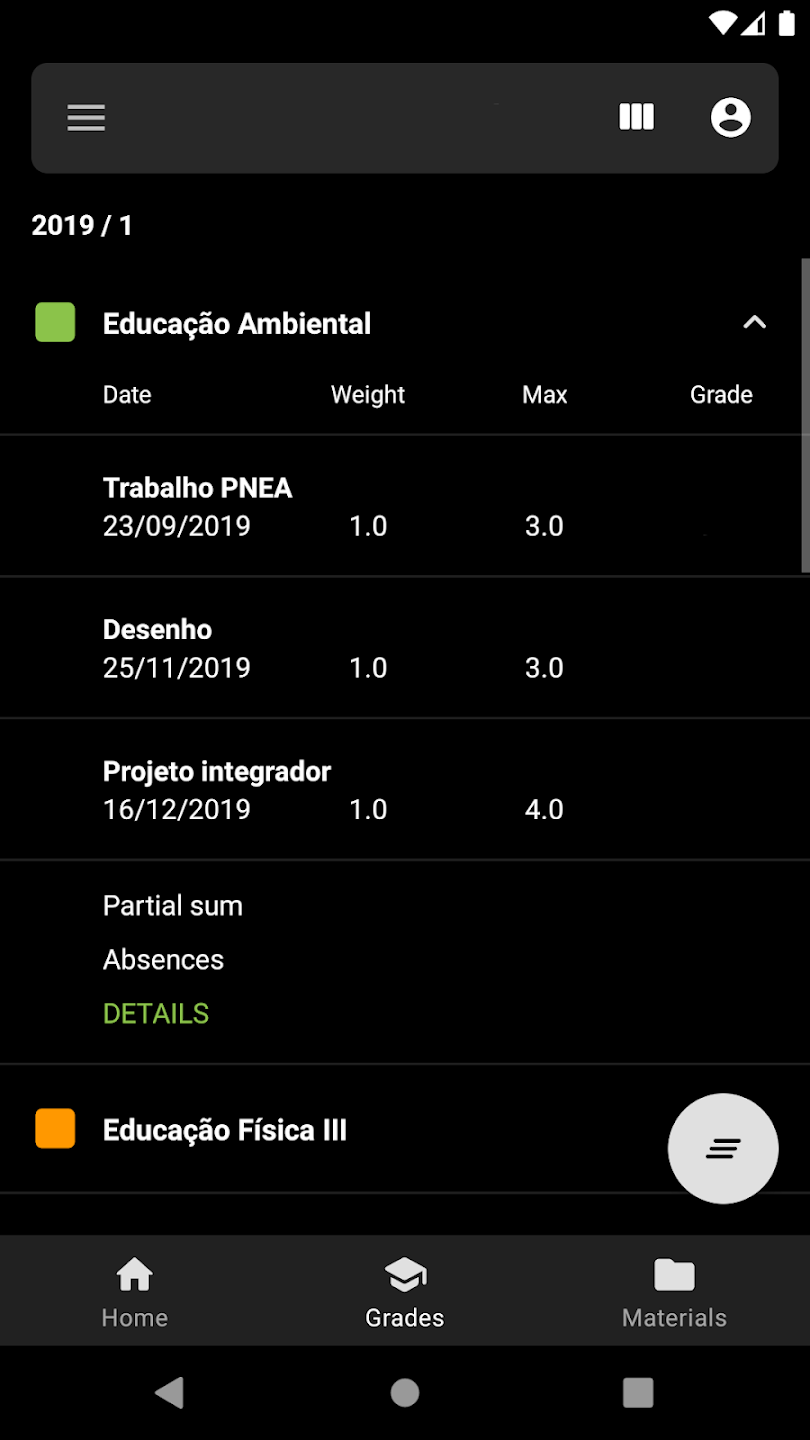 2019 / 1
Educação Ambiental
Date Weight Max Grade
Trabalho PNEA
23/09/2019 1.0 3.0
Desenho
25/11/2019 1.0 3.0
Projeto integrador
16/12/2019 1.0 4.0
Partial sum
Absences
DETAILS
Educação Física III
Home Grades Materials